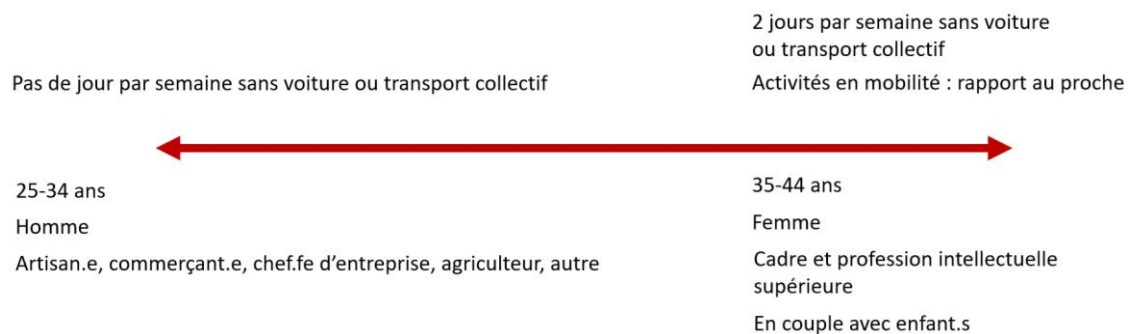 2 jours par semaine sans voiture
ou transport collectif
Pas de jour par semaine sans voiture ou transport collectif
Activités en mobilité : rapport au proche
25-34 ans
Homme
Artisan.e, commerçant.e, chef.fe d’entreprise, agriculteur, autre
35-44 ans
Femme
Cadre et profession intellectuelle
supérieure
En couple avec enfant.s